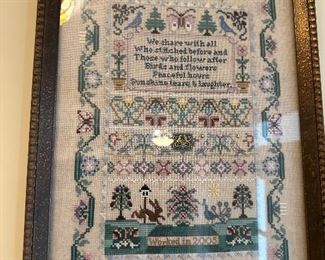 We share with all
Who stitched before and
Those who follow after
Birds and flowers
Peaceful hours
Sunshine tears & laughter
Worked in 2003